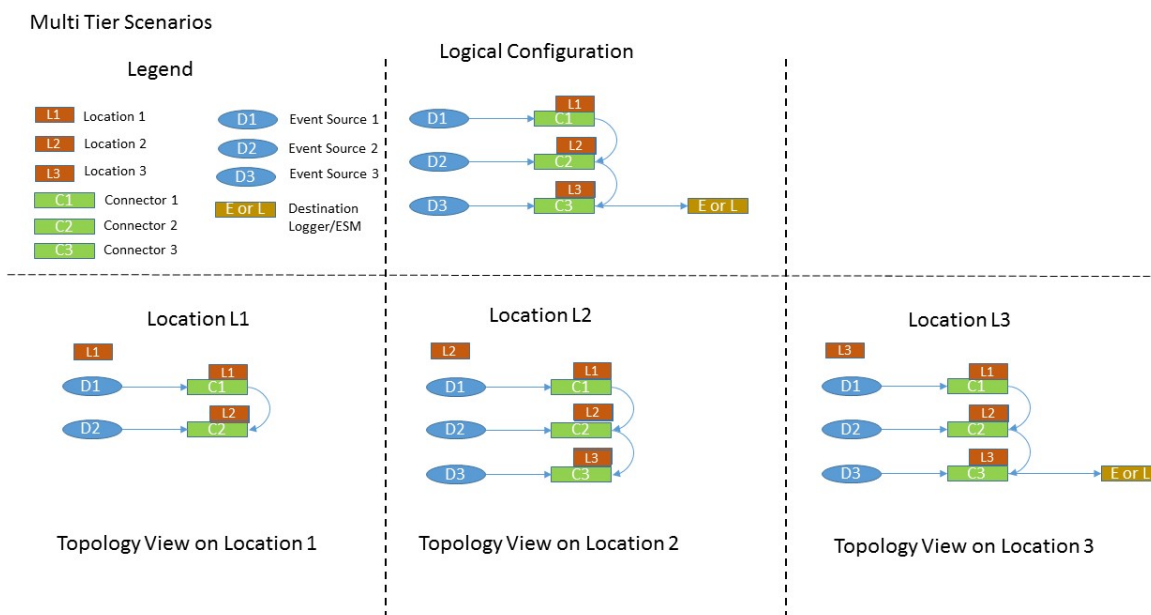 Multi Tier Scenarios
Legend
L1 Location 1
L2 Location 2
L3 Location 3
C1 Connector 1
C2 Connector 2
C3 Connector 3
D1 Event Source 1
D2 Event Source 2
D3 Event Source 3
E or L Destination
Logger/ESM
Logical Configuration
L1
D1 C1
L2
D2 C2
L3
D3 C3 E or L
Location L1
L1
L1
D1 C1
L2
D2 C2
Topology View on Location 1
Location L2
L2
L1
D1 C1
L2
D2 C2
L3
D3 C3
Topology View on Location 2
Location L3
L3
L1
D1 C1
L2
D2 C2
L3
D3 C3 E or L
Topology View on Location 3